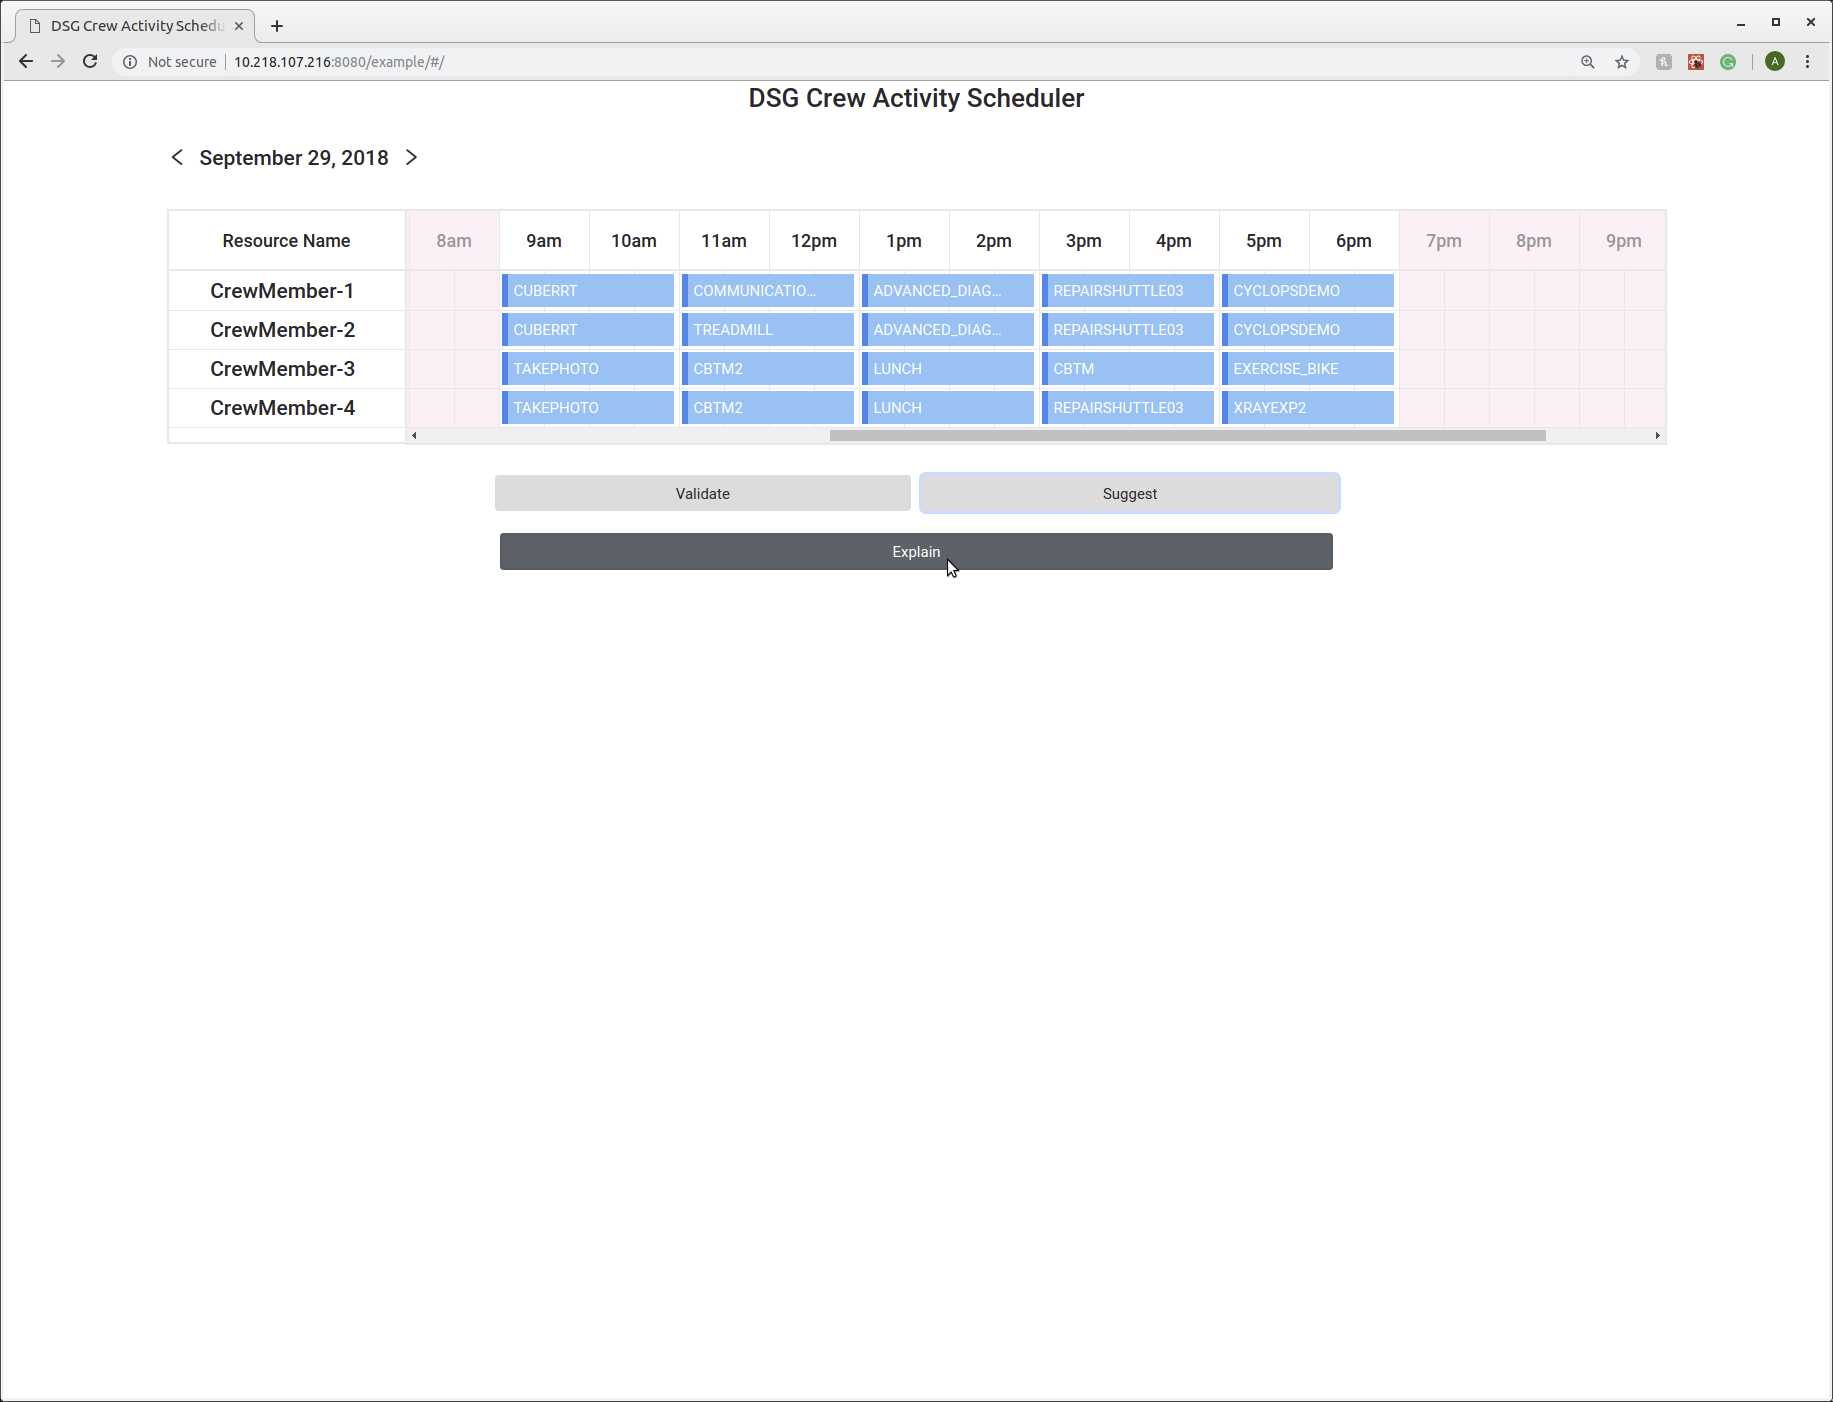 DSG Crew Activity Schedu
Not secure 10.218.107.216:8080/example/#/
A
DSG Crew Activity Scheduler
September 29, 2018
Resource Name 8am 9am 10am 11am 12pm 1pm 2pm 3pm 4pm 5pm 6pm 7pm 8pm 9pm
CrewMember-1 CUBERRT COMMUNICATIO... ADVANCED_DIAG... REPAIRSHUTTLE03 CYCLOPSDEMO
CrewMember-2 CUBERRT TREADMILL ADVANCED_DIAG... REPAIRSHUTTLE03 CYCLOPSDEMO
CrewMember-3 TAKEPHOTO CBTM2 LUNCH CBTM EXERCISE_BIKE
CrewMember-4 TAKEPHOTO CBTM2 LUNCH REPAIRSHUTTLE03 XRAYEXP2
Validate Suggest
Explain